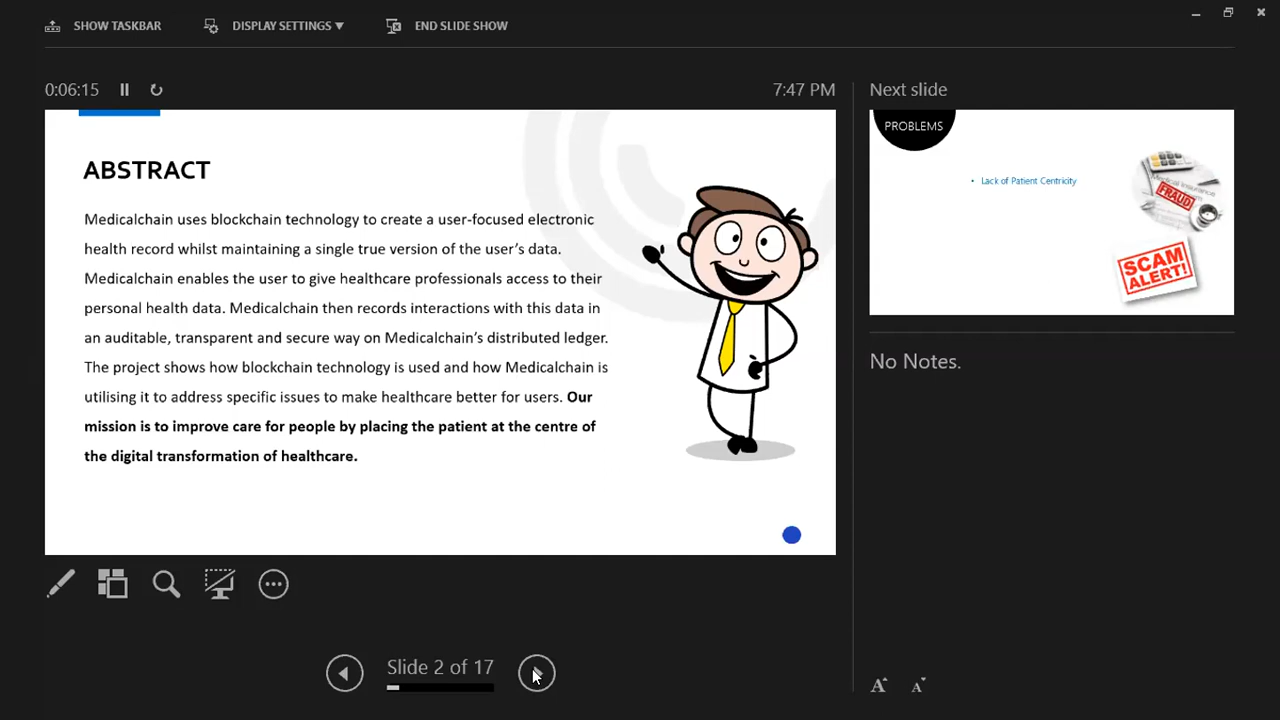 SHOW TASKBAR
DISPLAY SETTINGS
END SLIDE SHOW
0:06:15
7:47 PM
ABSTRACT
Medicalchain uses blockchain technology to create a user-focused electronic
health record whilst maintaining a single true version of the user's data.
Medicalchain enables the user to give healthcare professionals access to their
personal health data. Medicalchain then records interactions with this data in
an auditable, transparent and secure way on Medicalchain's distributed ledger.
The project shows how blockchain technology is used and how Medicalchain is
utilising it to address specific issues to make healthcare better for users. Our
mission is to improve care for people by placing the patient at the centre of
the digital transformation of healthcare.
Slide 2 of 17
Next slide
PROBLEMS
• Lack of Patient Centricity
Medical Insurance
FRAUD
SCAM
ALERT!
No Notes.
A A